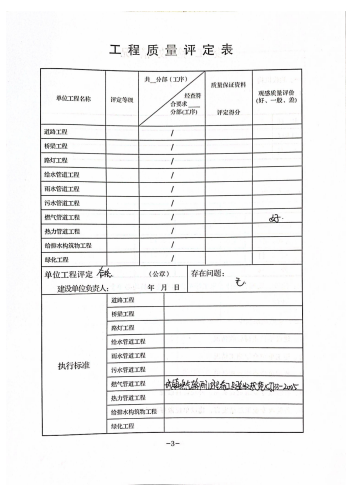 工程质量评定表
单位工程名称
评定等级
共__分部(工序)
经查符
合要求____
分部(工序)
质量保证资料
评定得分
观感质量评价
(好、一般、差)
道路工程 /
桥梁工程 /
路灯工程 /
给水管道工程 /
雨水管道工程 /
污水管道工程 /
燃气管道工程 / 好
热力管道工程 /
给排水构筑物工程 /
绿化工程 /
单位工程评定 合格 (公章)
建设单位负责人: 年 月 日
存在问题:
无
执行标准
道路工程
桥梁工程
路灯工程
给水管道工程
雨水管道工程
污水管道工程
燃气管道工程 城镇燃气输配工程施工及验收规范CJJ33-2005
热力管道工程
给排水构筑物工程
绿化工程
-3-